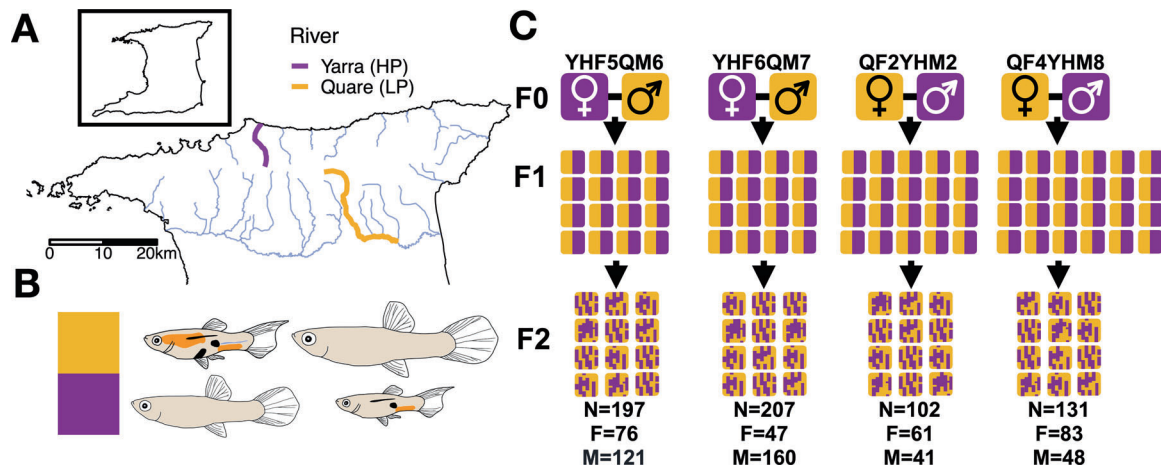 A
River
Yarra (HP)
Quare (LP)
0 10 20km
B
C
YHF5QM6 YHF6QM7 QF2YHM2 QF4YHM8
F0
F1
F2
N=197 N=207 N=102 N=131
F=76 F=47 F=61 F=83
M=121 M=160 M=41 M=48